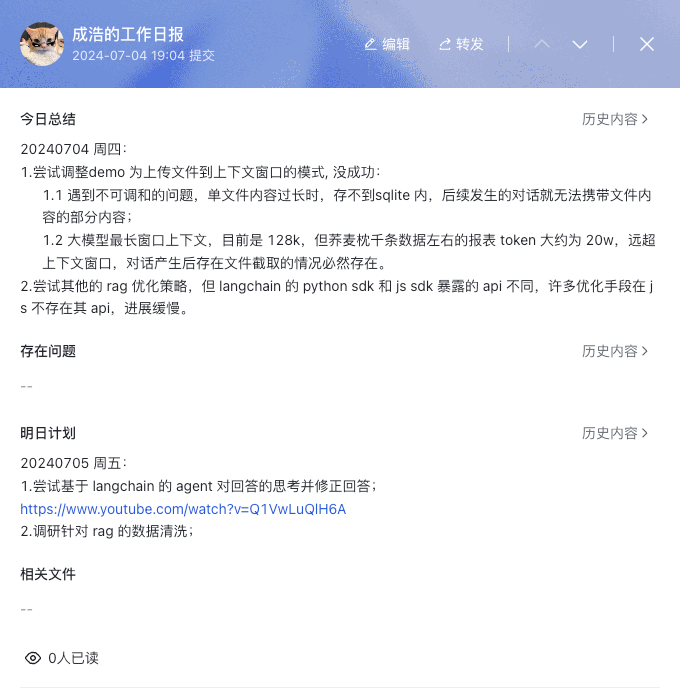 成浩的工作日报
2024-07-04 19:04 提交
编辑
转发
今日总结
历史内容
20240704 周四：
1.尝试调整demo 为上传文件到上下文窗口的模式, 没成功：
1.1 遇到不可调和的问题，单文件内容过长时，存不到sqlite 内，后续发生的对话就无法携带文件内
容的部分内容；
1.2 大模型最长窗口上下文，目前是 128k，但荞麦枕千条数据左右的报表 token 大约为 20w，远超
上下文窗口，对话产生后存在文件截取的情况必然存在。
2.尝试其他的 rag 优化策略，但 langchain 的 python sdk 和 js sdk 暴露的 api 不同，许多优化手段在 j
s 不存在其 api，进展缓慢。
存在问题
历史内容
--
明日计划
历史内容
20240705 周五：
1.尝试基于 langchain 的 agent 对回答的思考并修正回答；
https://www.youtube.com/watch?v=Q1VwLuQlH6A
2.调研针对 rag 的数据清洗；
相关文件
--
0人已读